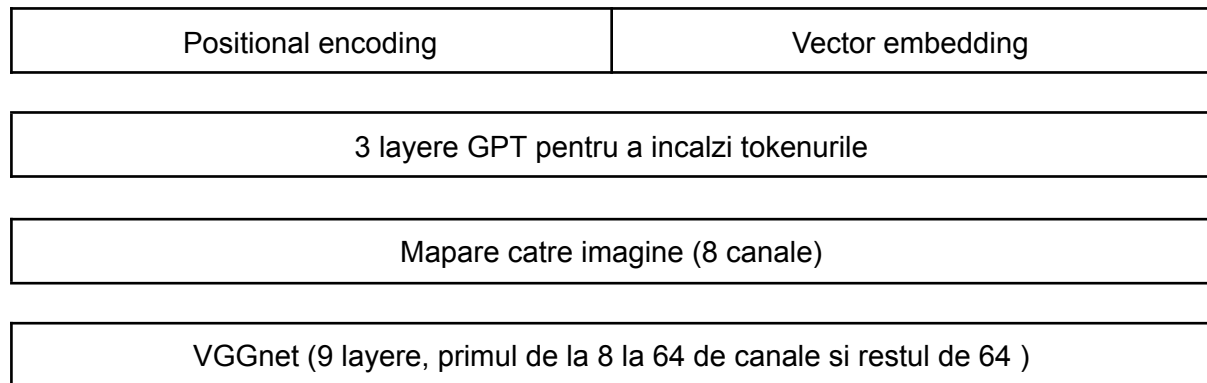 Positional encoding
Vector embedding
3 layere GPT pentru a incalzi tokenurile
Mapare catre imagine (8 canale)
VGGnet (9 layere, primul de la 8 la 64 de canale si restul de 64 )